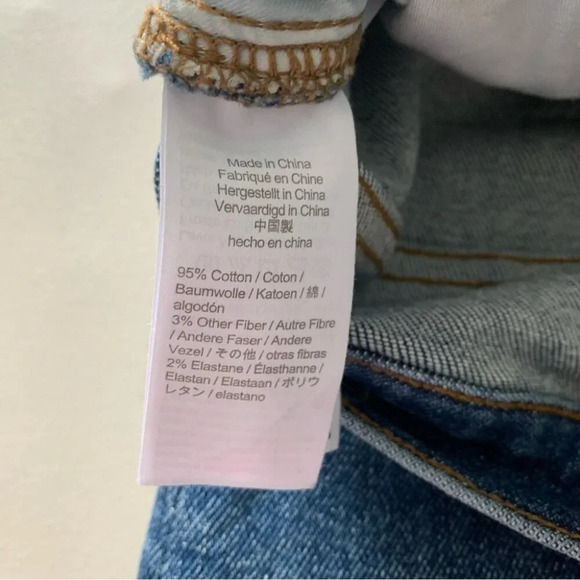 Made in China
Fabriqué en Chine
Hergestellt in China
Vervaardigd in China
中国製
hecho en china
95% Cotton / Coton /
Baumwolle / Katoen / 綿 /
algodón
3% Other Fiber / Autre Fibre
/ Andere Faser / Andere
Vezel / その他 / otras fibras
2% Elastane / Élasthanne /
Elastan / Elastaan / ポリウ
レタン / elastano